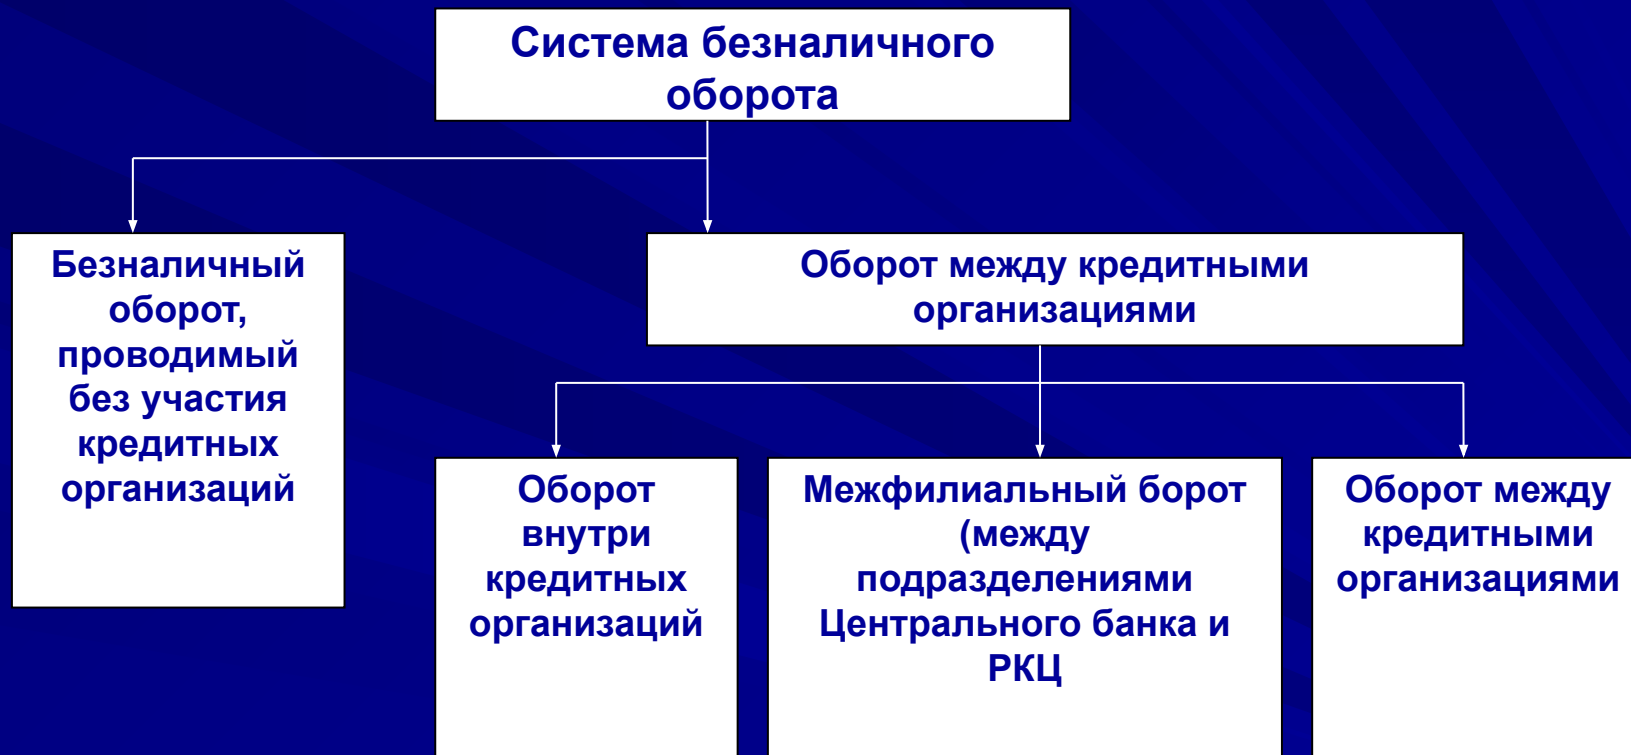 Система безналичного
оборота
Безналичный
оборот,
проводимый
без участия
кредитных
организаций
Оборот между кредитными
организациями
Оборот
внутри
кредитных
организаций
Межфилиальный борот
(между
подразделениями
Центрального банка и
РКЦ
Оборот между
кредитными
организациями